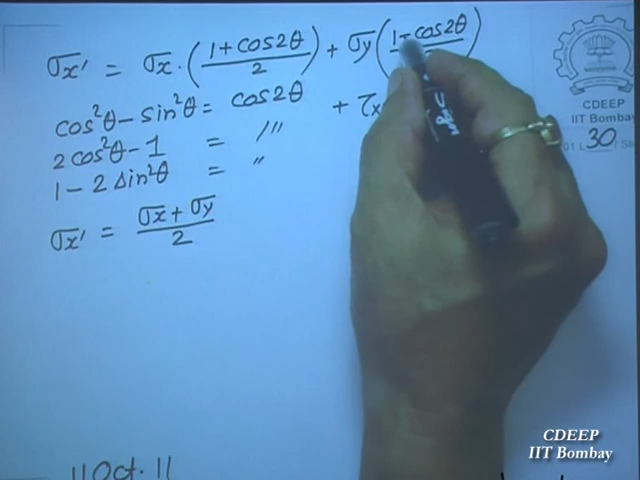 σx' = σx · (1 + cos2θ / 2) + σy (1 - cos2θ
+ τx
cos²θ - sin²θ = cos2θ
2cos²θ - 1 = /"
1 - 2 sin²θ = "
σx' = σx + σy / 2
11 Oct. 11
CDEEP
IIT Bombay
30
CDEEP
IIT Bombay